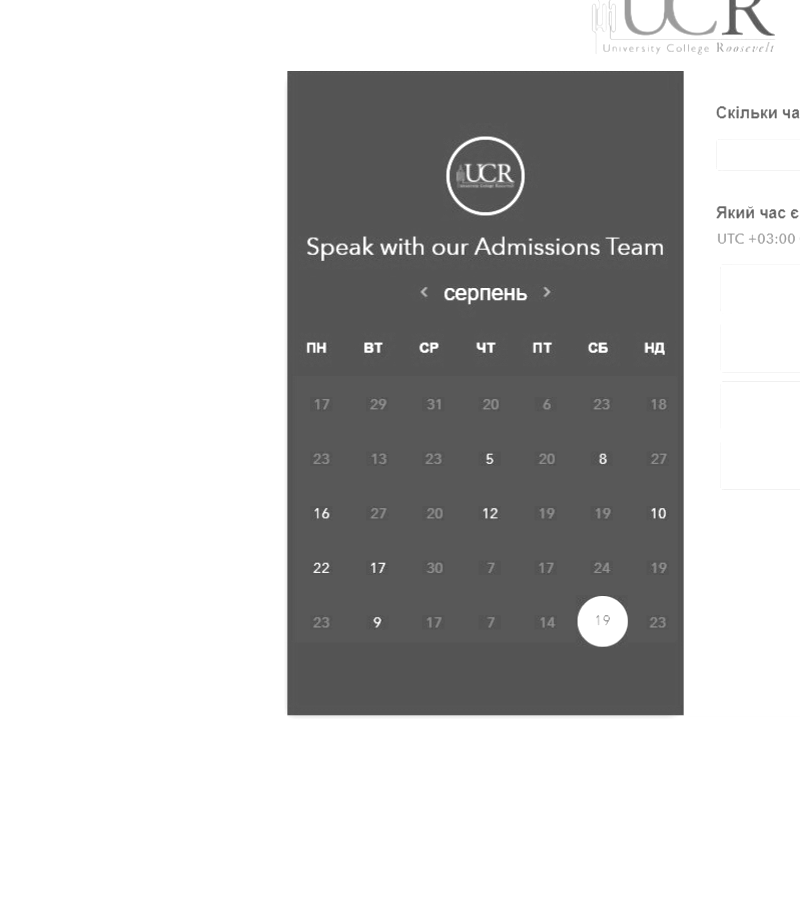 UCR
University College Roosevelt
Скільки ча
UCR
Який час є
UTC +03:00
Speak with our Admissions Team
‹ серпень ›
ПН ВТ СР ЧТ ПТ СБ НД
17 29 31 20 6 23 18
23 13 23 5 20 8 27
16 27 20 12 19 19 10
22 17 30 7 17 24 19
23 9 17 7 14 19 23